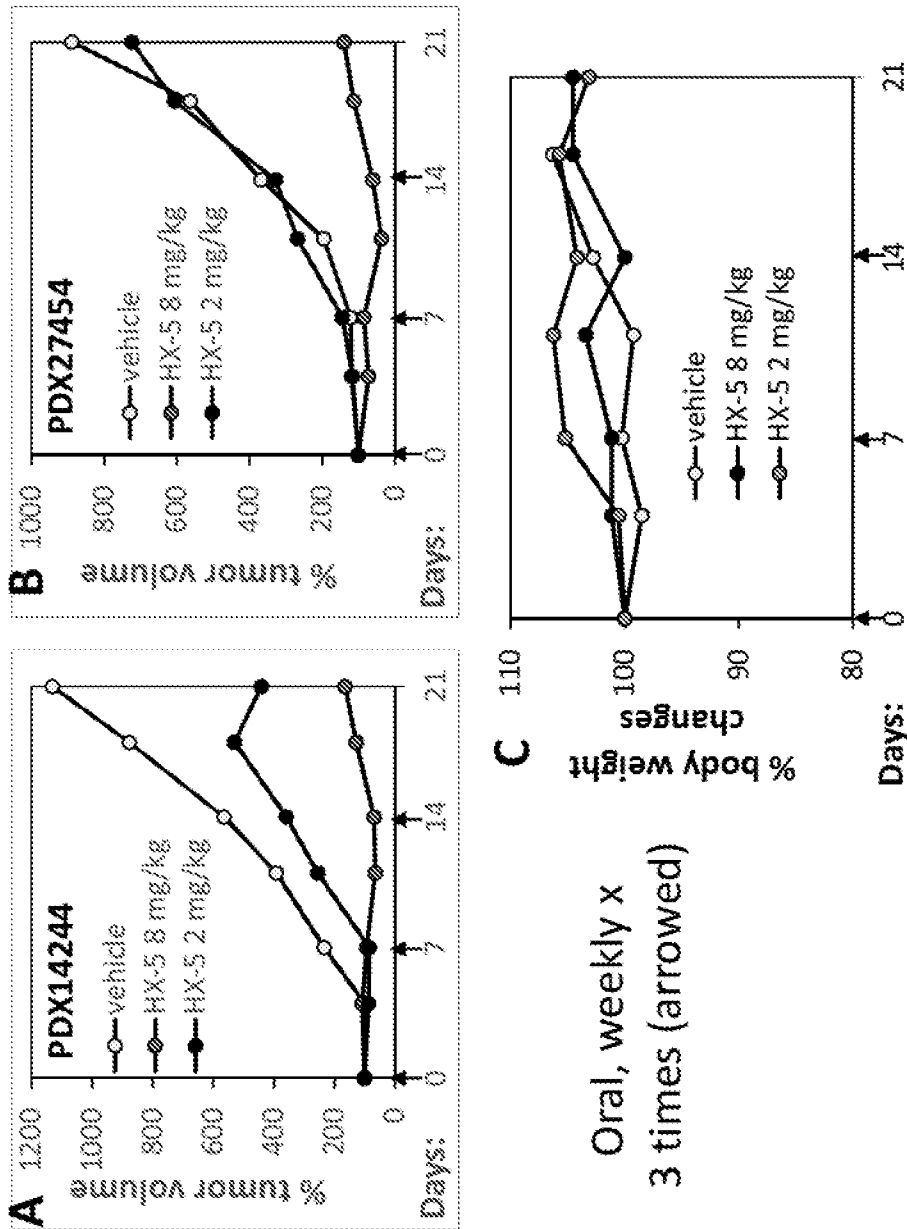 A
PDX14244
1200
1000
800
600
400
200
0
% tumor volume
vehicle
HX-5 8 mg/kg
HX-5 2 mg/kg
Days:
0
7
14
21
B
PDX27454
1000
800
600
400
200
0
% tumor volume
vehicle
HX-5 8 mg/kg
HX-5 2 mg/kg
Days:
0
7
14
21
Oral, weekly x
3 times (arrowed)
C
110
100
90
80
% body weight
changes
vehicle
HX-5 8 mg/kg
HX-5 2 mg/kg
Days:
0
7
14
21